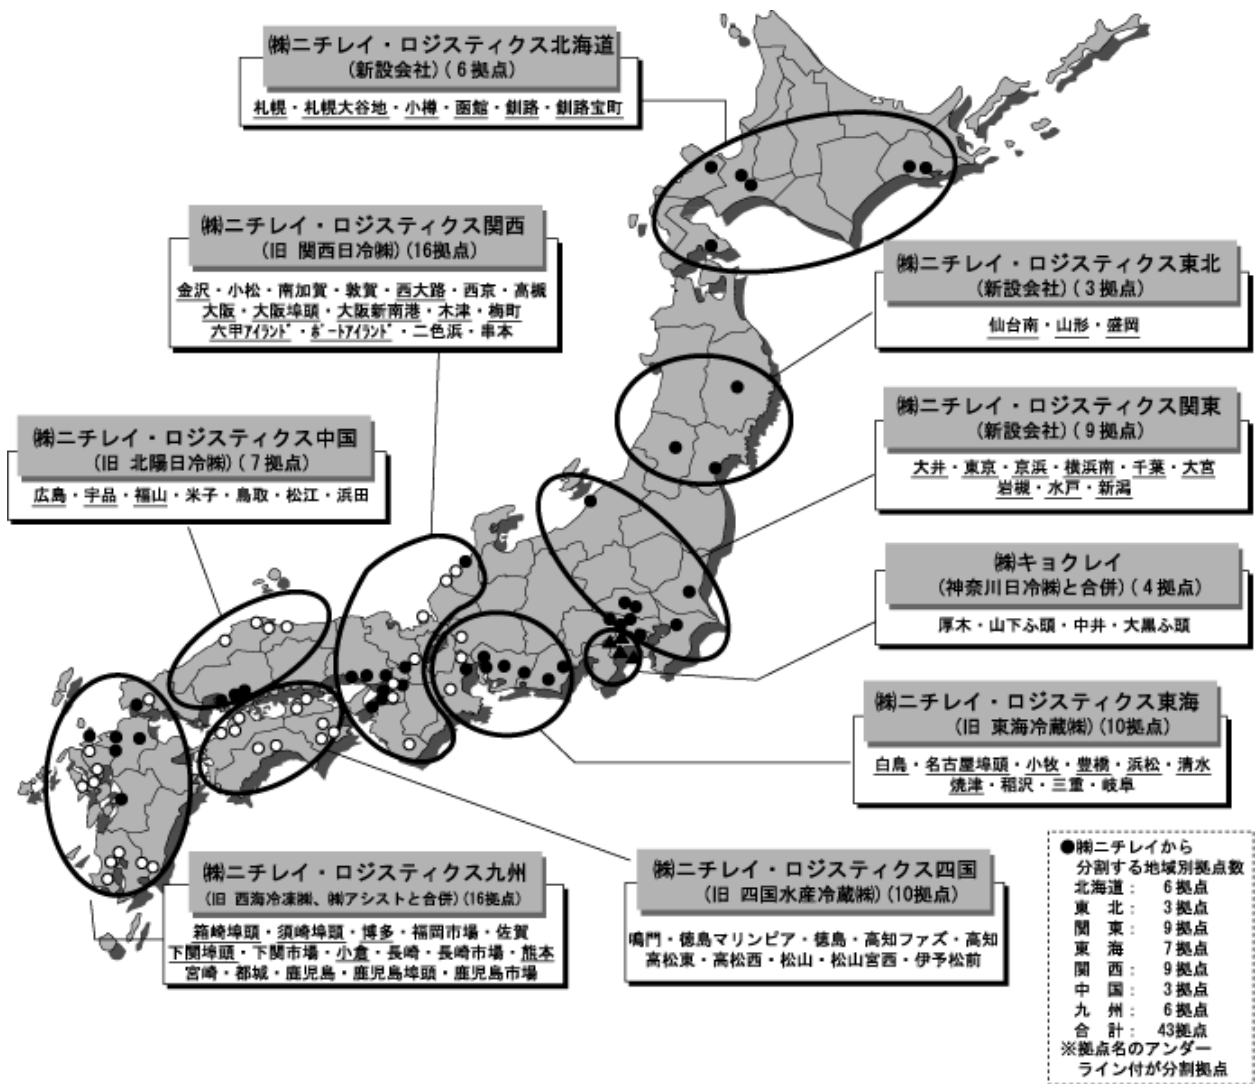 ㈱ニチレイ・ロジスティクス北海道
(新設会社)(6拠点)
札幌・札幌大谷地・小樽・函館・釧路・釧路宝町
㈱ニチレイ・ロジスティクス関西
(旧 関西日冷㈱)(16拠点)
金沢・小松・南加賀・敦賀・西大路・西京・高槻
大阪・大阪埠頭・大阪新南港・木津・梅町
六甲ｱｲﾗﾝﾄﾞ・ﾎﾟｰﾄｱｲﾗﾝﾄﾞ・二色浜・串本
㈱ニチレイ・ロジスティクス東北
(新設会社)(3拠点)
仙台南・山形・盛岡
㈱ニチレイ・ロジスティクス関東
(新設会社)(9拠点)
大井・東京・京浜・横浜南・千葉・大宮
岩槻・水戸・新潟
㈱ニチレイ・ロジスティクス中国
(旧 北陽日冷㈱)(7拠点)
広島・宇品・福山・米子・鳥取・松江・浜田
㈱キョクレイ
(神奈川日冷㈱と合併)(4拠点)
厚木・山下ふ頭・中井・大黒ふ頭
㈱ニチレイ・ロジスティクス東海
(旧 東海冷蔵㈱)(10拠点)
白鳥・名古屋埠頭・小牧・豊橋・浜松・清水
焼津・稲沢・三重・岐阜
㈱ニチレイ・ロジスティクス九州
(旧 西海冷凍㈱、㈱アシストと合併)(16拠点)
箱崎埠頭・須崎埠頭・博多・福岡市場・佐賀
下関埠頭・下関市場・小倉・長崎・長崎市場・熊本
宮崎・都城・鹿児島・鹿児島埠頭・鹿児島市場
㈱ニチレイ・ロジスティクス四国
(旧 四国水産冷蔵㈱)(10拠点)
鳴門・徳島マリンピア・徳島・高知ファズ・高知
高松東・高松西・松山・松山宮西・伊予松前
●㈱ニチレイから
分割する地域別拠点数
北海道： 6拠点
東 北： 3拠点
関 東： 9拠点
東 海 7拠点
関 西： 9拠点
中 国： 3拠点
九 州： 6拠点
合 計： 43拠点
※拠点名のアンダー
ライン付が分割拠点